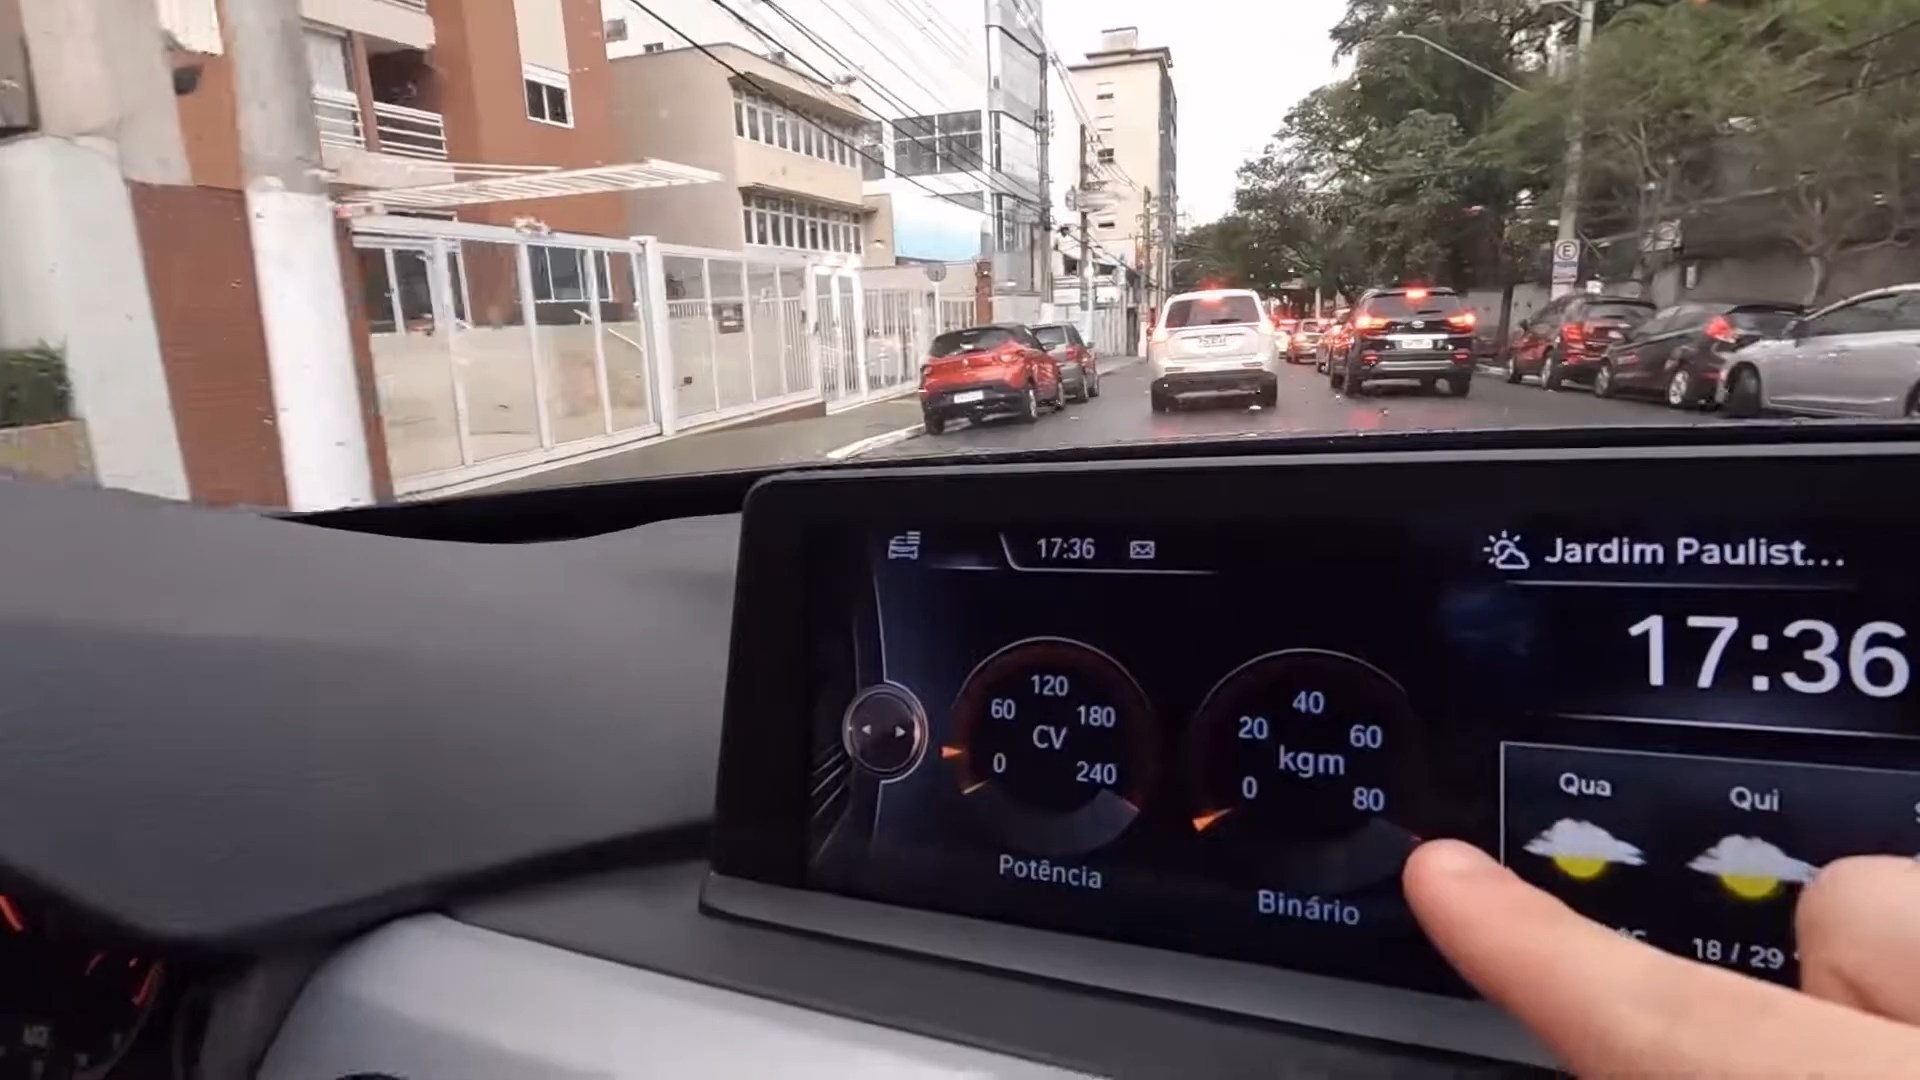 E
17:36
Jardim Paulist...
17:36
120
60
180
CV
0
240
Potência
40
20
60
kgm
0
80
Binário
Qua
Qui
18 / 29